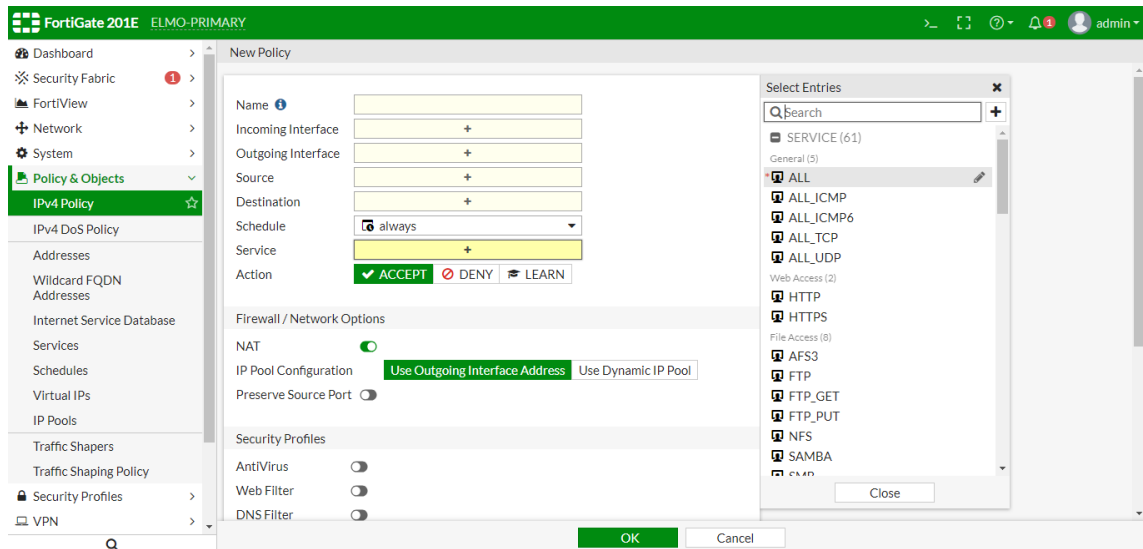 FortiGate 201E ELMO-PRIMARY
>_ 1 admin
Dashboard
Security Fabric 1
FortiView
Network
System
Policy & Objects
IPv4 Policy
IPv4 DoS Policy
Addresses
Wildcard FQDN
Addresses
Internet Service Database
Services
Schedules
Virtual IPs
IP Pools
Traffic Shapers
Traffic Shaping Policy
Security Profiles
VPN
New Policy
Name
Incoming Interface +
Outgoing Interface +
Source +
Destination +
Schedule always
Service +
Action ACCEPT DENY LEARN
Firewall / Network Options
NAT
IP Pool Configuration Use Outgoing Interface Address Use Dynamic IP Pool
Preserve Source Port
Security Profiles
AntiVirus
Web Filter
DNS Filter
Select Entries
Search
SERVICE (61)
General (5)
* ALL
ALL_ICMP
ALL_ICMP6
ALL_TCP
ALL_UDP
Web Access (2)
HTTP
HTTPS
File Access (8)
AFS3
FTP
FTP_GET
FTP_PUT
NFS
SAMBA
SMB
Close
OK Cancel